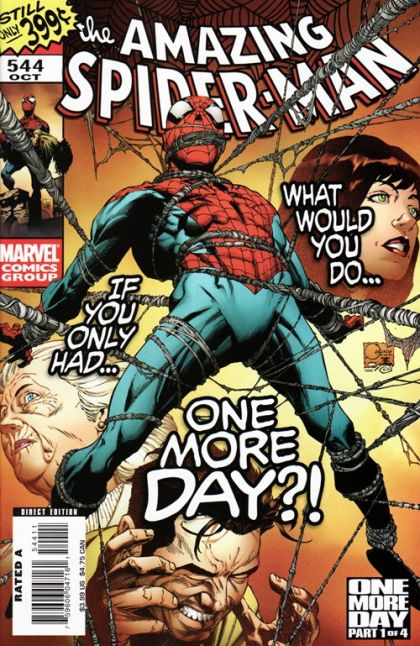 STILL
ONLY 399¢
the AMAZING
SPIDER-MAN
544
OCT
MARVEL
COMICS
GROUP
WHAT
WOULD
YOU
DO...
IF
YOU
ONLY
HAD...
ONE
MORE
DAY?!
DIRECT EDITION
RATED A
54411
$3.99 US $4.75 CAN
ONE
MORE
DAY
PART 1 OF 4